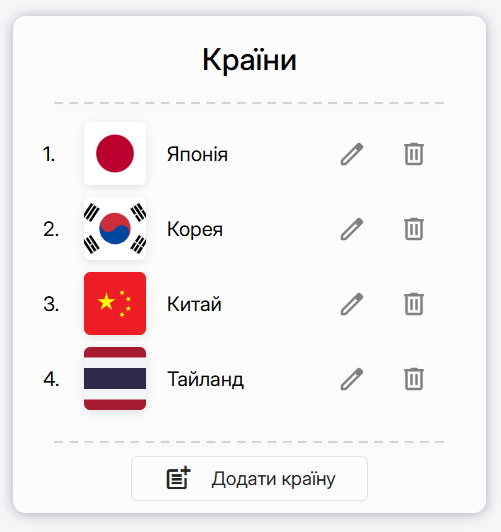 Країни
1. Японія
2. Корея
3. Китай
4. Тайланд
Додати країну